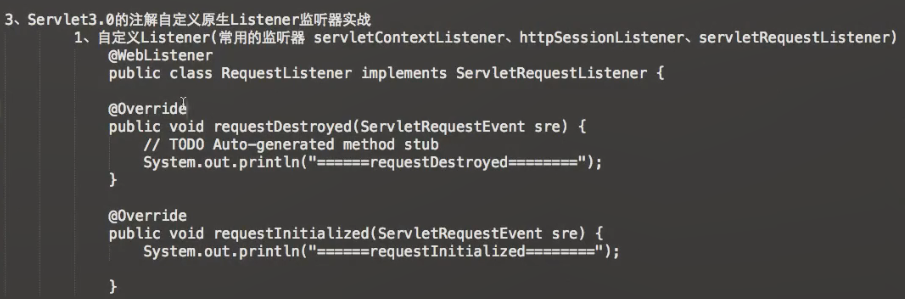 3、Servlet3.0的注解自定义原生Listener监听器实战
1、自定义Listener(常用的监听器 servletContextListener、httpSessionListener、servletRequestListener)
@WebListener
public class RequestListener implements ServletRequestListener {
@Override
public void requestDestroyed(ServletRequestEvent sre) {
// TODO Auto-generated method stub
System.out.println("======requestDestroyed========");
}
@Override
public void requestInitialized(ServletRequestEvent sre) {
System.out.println("======requestInitialized========");
}